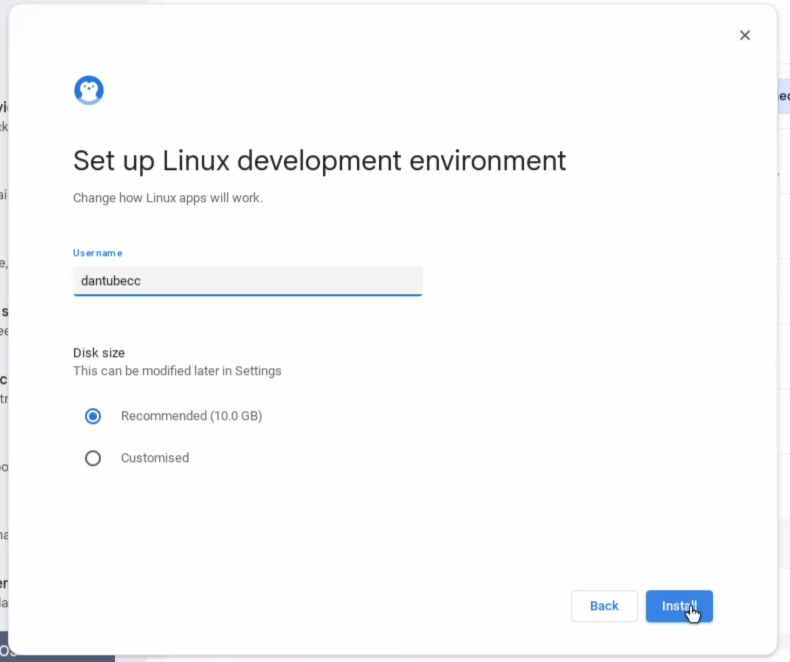 Set up Linux development environment
Change how Linux apps will work.
Username
dantubecc
Disk size
This can be modified later in Settings
Recommended (10.0 GB)
Customised
Back
Install